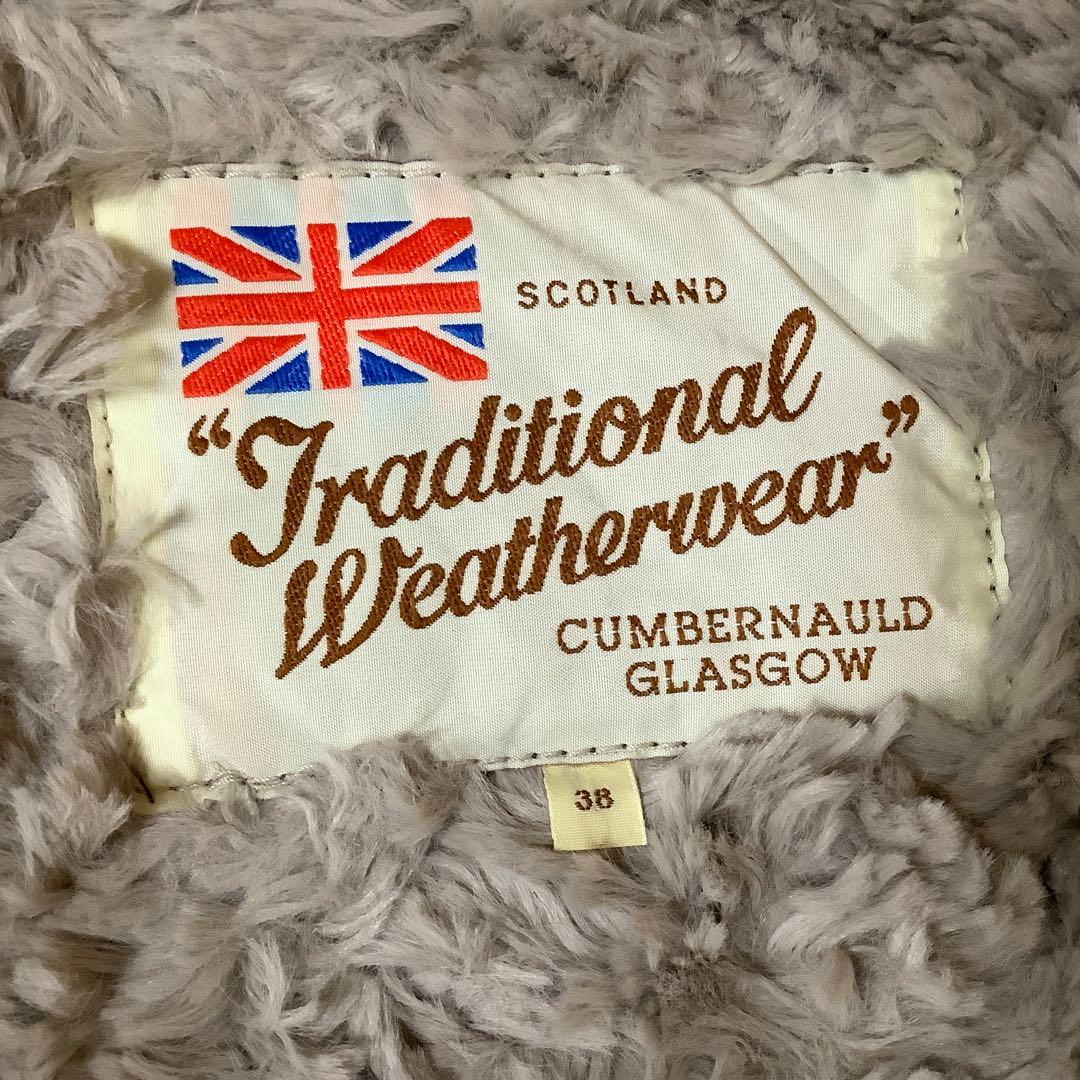 SCOTLAND
“Traditional
Weatherwear”
CUMBERNAULD
GLASGOW
38